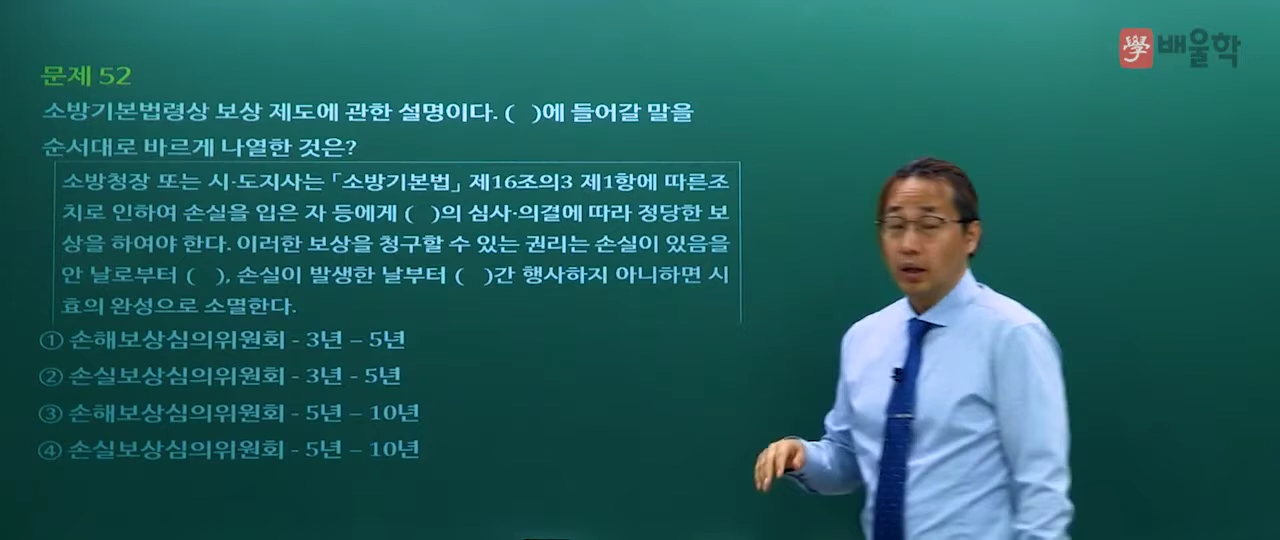 學 배울학
문제 52
소방기본법령상 보상 제도에 관한 설명이다. (   )에 들어갈 말을
순서대로 바르게 나열한 것은?
소방청장 또는 시·도지사는 「소방기본법」 제16조의3 제1항에 따른조
치로 인하여 손실을 입은 자 등에게 (   )의 심사·의결에 따라 정당한 보
상을 하여야 한다. 이러한 보상을 청구할 수 있는 권리는 손실이 있음을
안 날로부터 (   ), 손실이 발생한 날부터 (   )간 행사하지 아니하면 시
효의 완성으로 소멸한다.
① 손해보상심의위원회 - 3년 – 5년
② 손실보상심의위원회 - 3년 - 5년
③ 손해보상심의위원회 - 5년 – 10년
④ 손실보상심의위원회 - 5년 – 10년